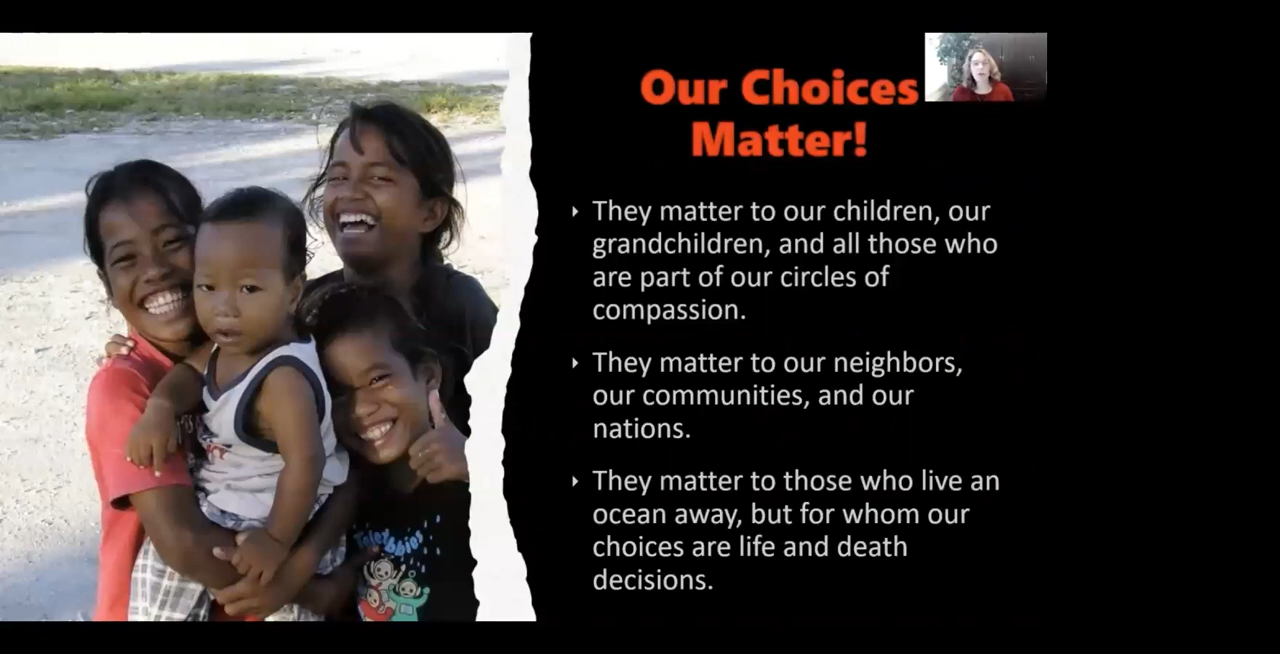 Our Choices
Matter!
They matter to our children, our
grandchildren, and all those who
are part of our circles of
compassion.
They matter to our neighbors,
our communities, and our
nations.
They matter to those who live an
ocean away, but for whom our
choices are life and death
decisions.
Teletubbies